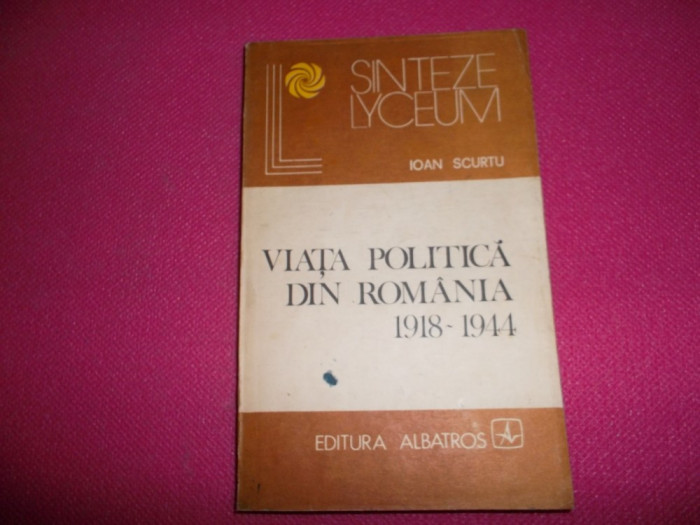 SINTEZE
LYCEUM
IOAN SCURTU
VIAȚA POLITICĂ
DIN ROMÂNIA
1918-1944
EDITURA ALBATROS